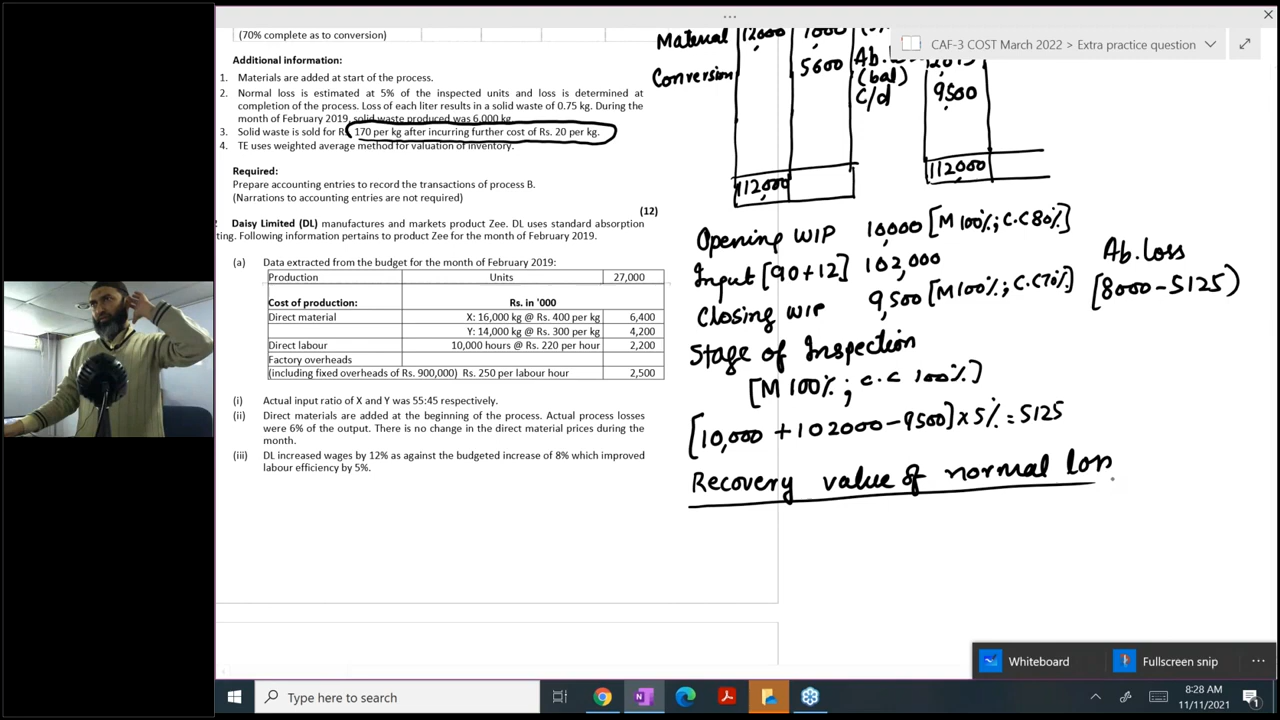 (70% complete as to conversion)
Additional information:
1. Materials are added at start of the process.
2. Normal loss is estimated at 5% of the inspected units and loss is determined at
completion of the process. Loss of each liter results in a solid waste of 0.75 kg. During the
month of February 2019, solid waste produced was 6,000 kg.
3. Solid waste is sold for R 170 per kg after incurring further cost of Rs. 20 per kg.
4. TE uses weighted average method for valuation of inventory.
Required:
Prepare accounting entries to record the transactions of process B.
(Narrations to accounting entries are not required)
(12)
Daisy Limited (DL) manufactures and markets product Zee. DL uses standard absorption
ting. Following information pertains to product Zee for the month of February 2019:
(a) Data extracted from the budget for the month of February 2019:
Production Units 27,000
Cost of production: Rs. in '000
Direct material X: 16,000 kg @ Rs. 400 per kg 6,400
Y: 14,000 kg @ Rs. 300 per kg 4,200
Direct labour 10,000 hours @ Rs. 220 per hour 2,200
Factory overheads
(including fixed overheads of Rs. 900,000) Rs. 250 per labour hour 2,500
(i) Actual input ratio of X and Y was 55:45 respectively.
(ii) Direct materials are added at the beginning of the process. Actual process losses
were 6% of the output. There is no change in the direct material prices during the
month.
(iii) DL increased wages by 12% as against the budgeted increase of 8% which improved
labour efficiency by 5%.
Material 12000
Conversion 5600 (bal) 9500
C/d
112,000 112000
CAF-3 COST March 2022 > Extra practice question
Opening WIP 10,000 [M 100%; C.C 80%]
Input [90+12] 102,000
Closing WIP 9,500 [M 100%; C.C 70%]
Ab. loss
[8000-5125)
Stage of Inspection
[M 100%; C.C 100%]
[10,000 + 102000 - 9500] x 5% = 5125
Recovery value of normal loss
Whiteboard
Fullscreen snip
Type here to search
8:28 AM
11/11/2021
1